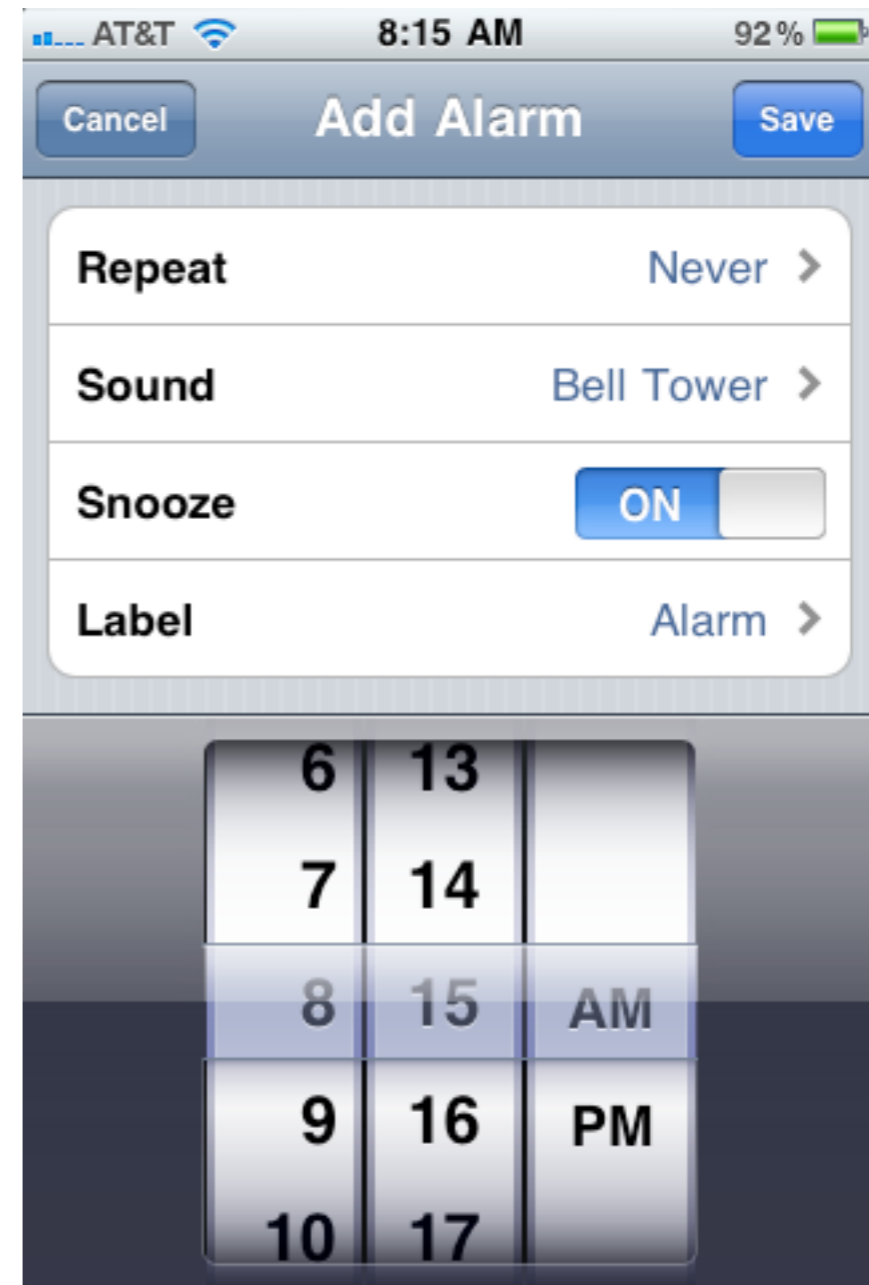 AT&T 8:15 AM 92%
Cancel Add Alarm Save
Repeat Never
Sound Bell Tower
Snooze ON
Label Alarm
6 13
7 14
8 15 AM
9 16 PM
10 17